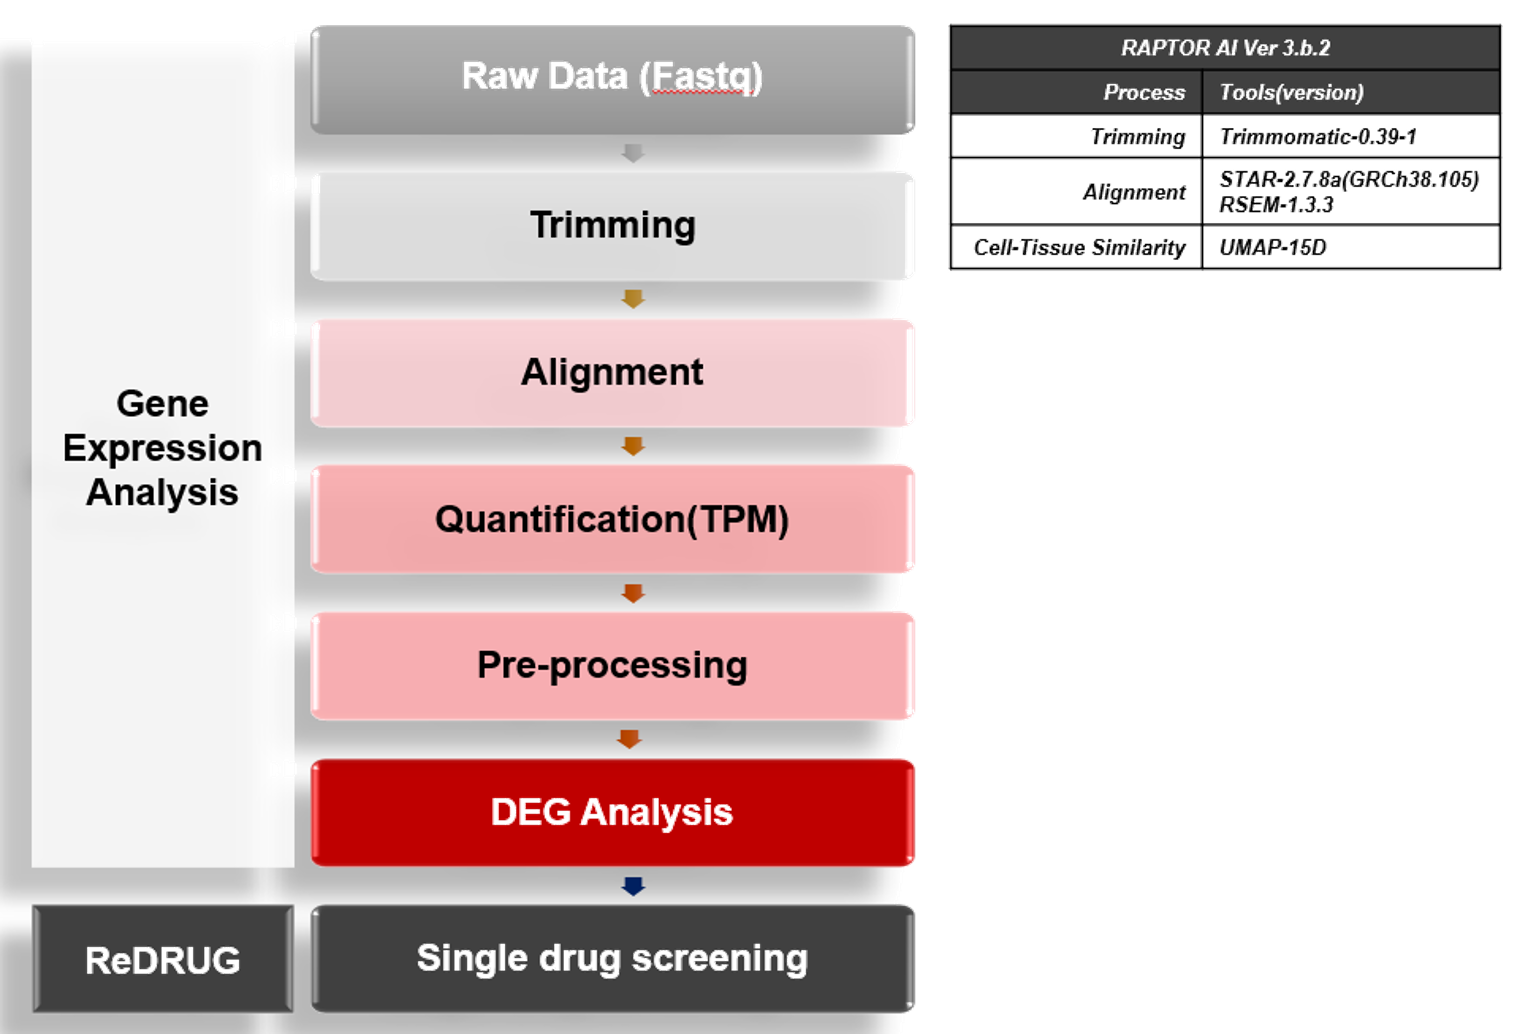 Raw Data (Fastq)
Trimming
Alignment
Quantification(TPM)
Pre-processing
DEG Analysis
Single drug screening
Gene
Expression
Analysis
ReDRUG
RAPTOR AI Ver 3.b.2
Process Tools(version)
Trimming Trimmomatic-0.39-1
Alignment STAR-2.7.8a(GRCh38.105)
RSEM-1.3.3
Cell-Tissue Similarity UMAP-15D